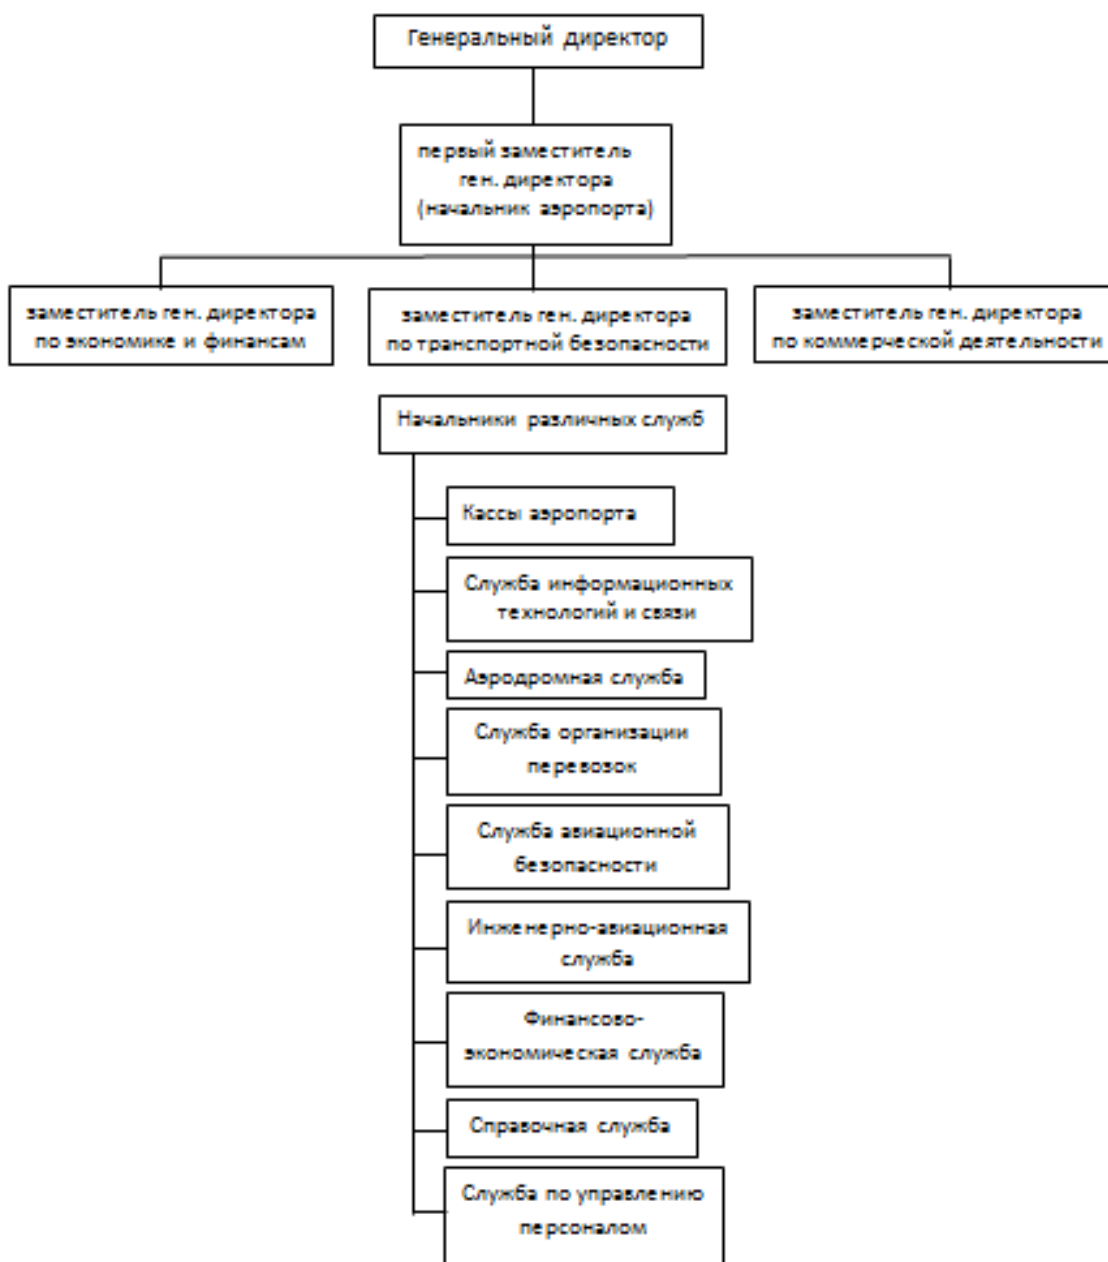 Генеральный директор
первый заместитель
ген. директора
(начальник аэропорта)
заместитель ген. директора
по экономике и финансам
заместитель ген. директора
по транспортной безопасности
заместитель ген. директора
по коммерческой деятельности
Начальники различных служб
Кассы аэропорта
Служба информационных
технологий и связи
Аэродромная служба
Служба организации
перевозок
Служба авиационной
безопасности
Инженерно-авиационная
служба
Финансово-
экономическая служба
Справочная служба
Служба по управлению
персоналом